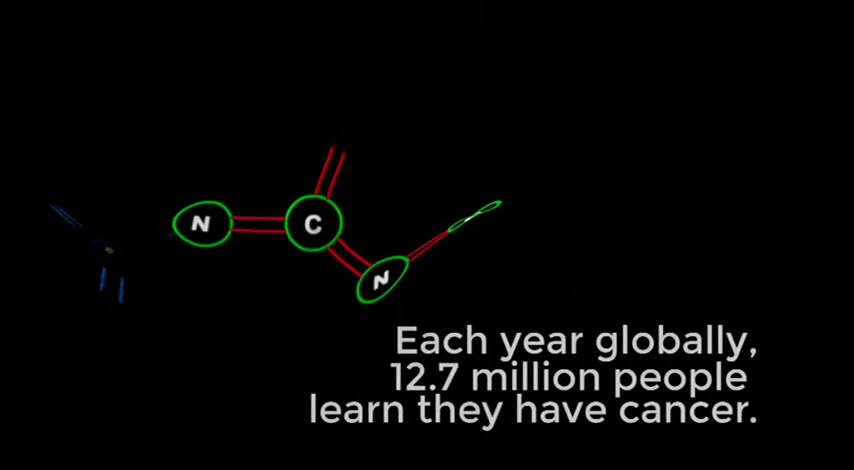 N C
N
Each year globally,
12.7 million people
learn they have cancer.